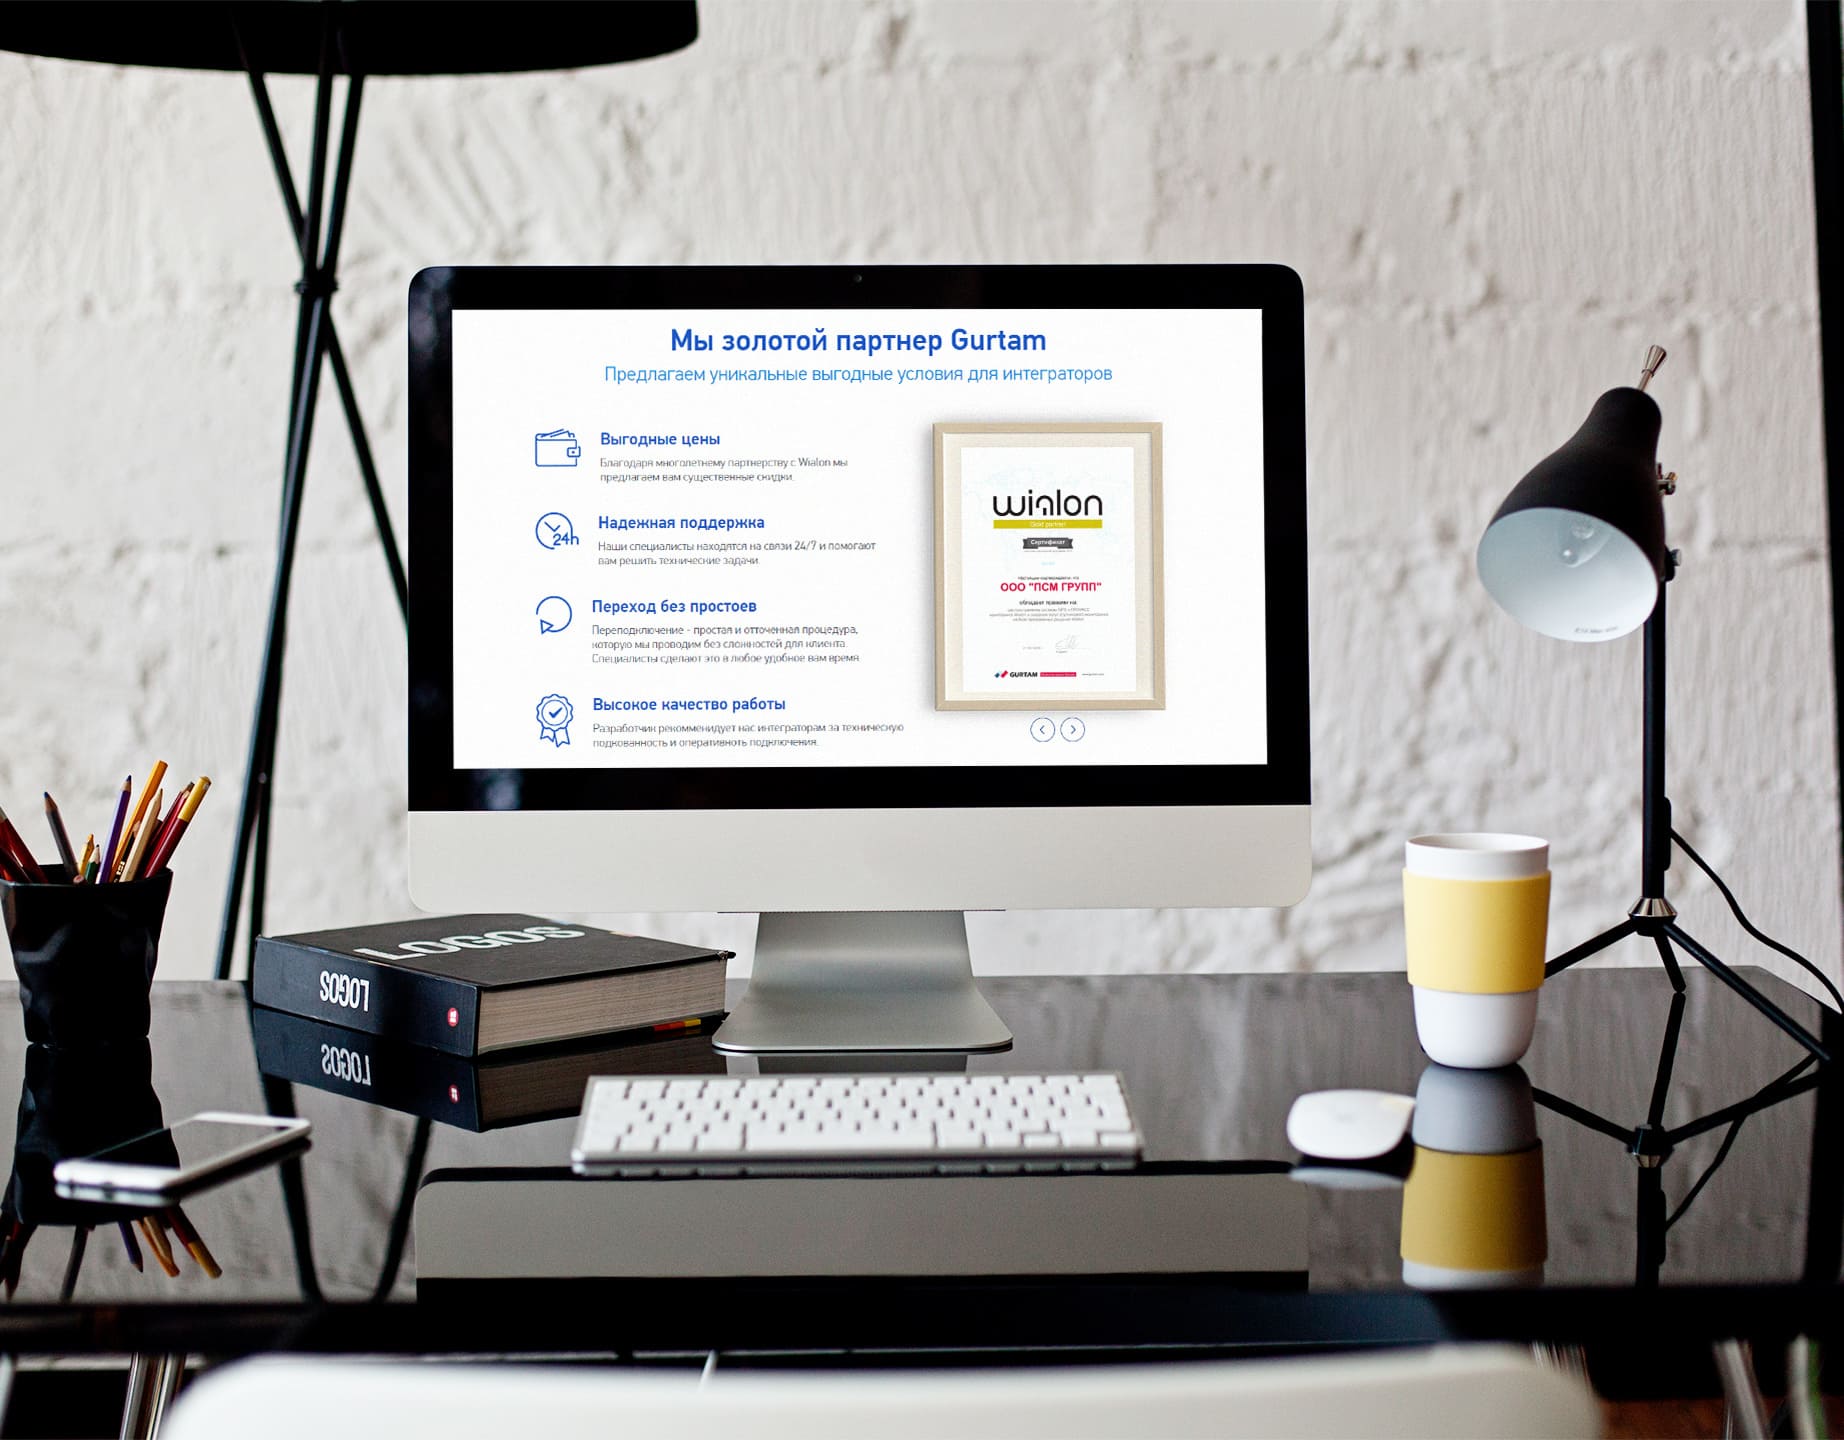 Мы золотой партнер Gurtam
Предлагаем уникальные выгодные условия для интеграторов
Выгодные цены
Благодаря многолетнему партнерству с Wialon мы
предлагаем вам существенные скидки.
Надежная поддержка
24h
Наши специалисты находятся на связи 24/7 и помогают
вам решить технические задачи.
Переход без простоев
Переподключение - простая и отточенная процедура,
которую мы проводим без сложностей для клиента.
Специалисты сделают это в любое удобное вам время.
Высокое качество работы
Разработчик рекомменидует нас интеграторам за техническую
подкованность и оперативноть подключения.
wialon
Gold partner
Сертификат
ООО "ПСМ ГРУПП"
обладает правами на
GURTAM
LOGOS
LOGOS